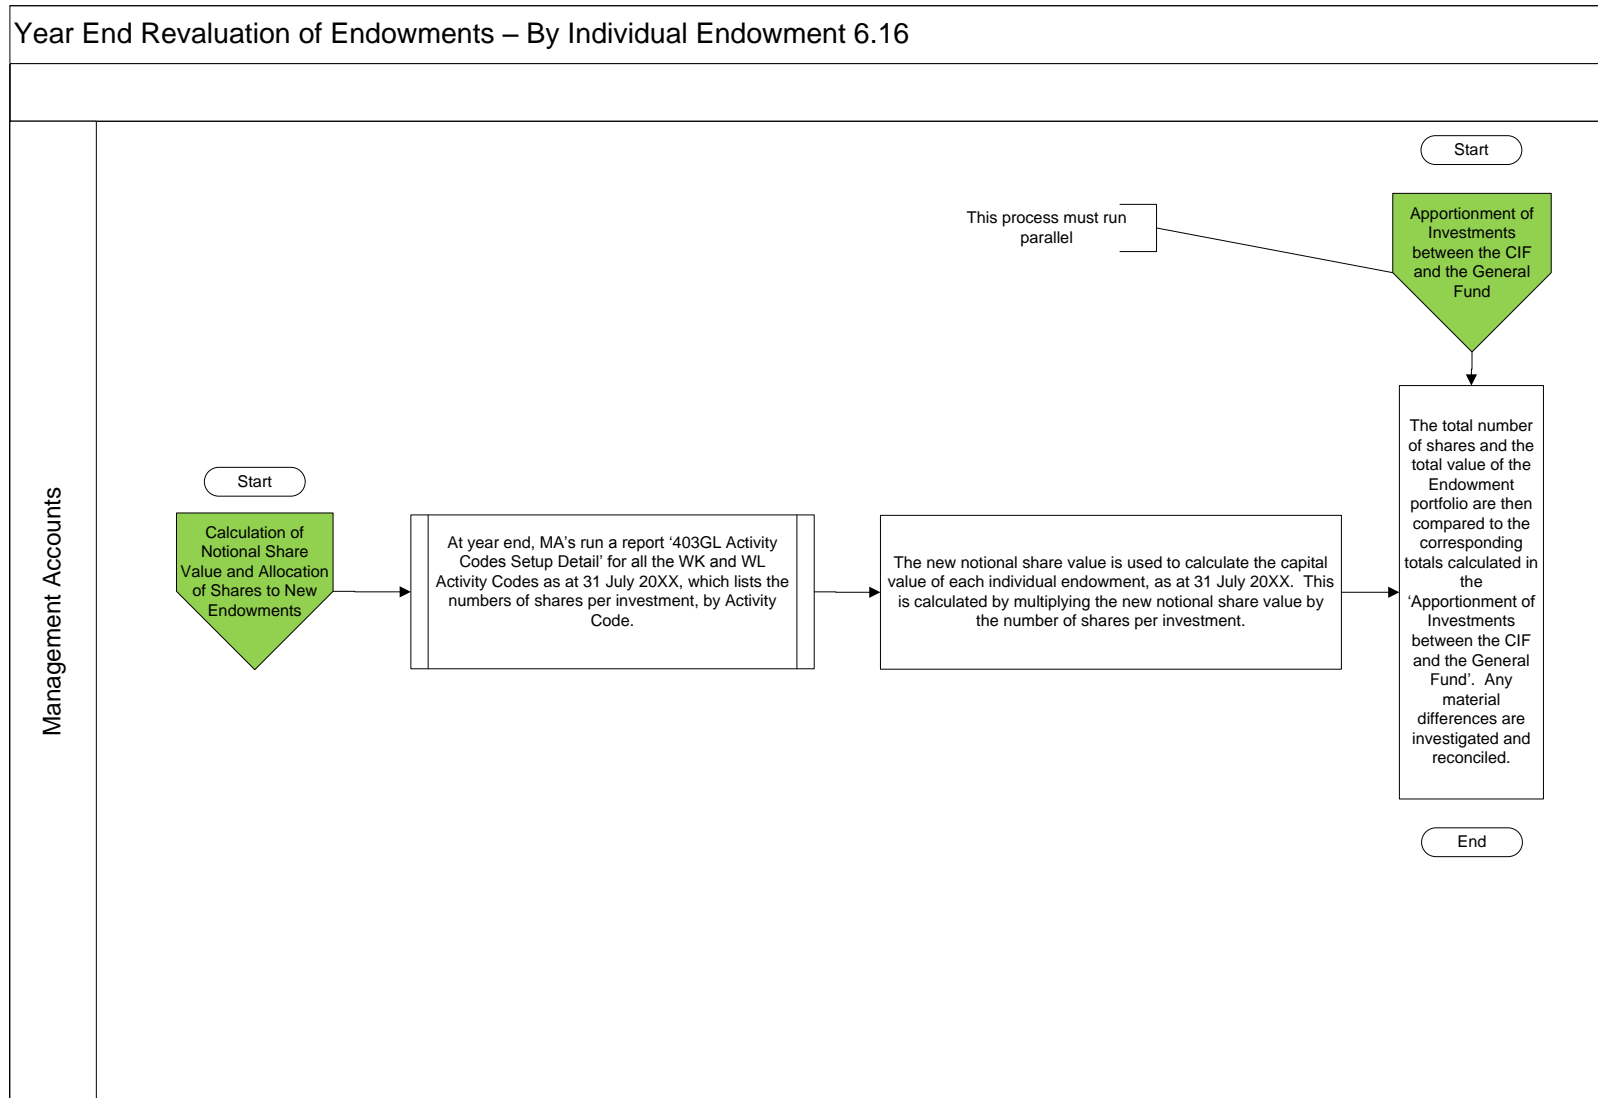 Year End Revaluation of Endowments – By Individual Endowment 6.16
Management Accounts
Start
Calculation of
Notional Share
Value and Allocation
of Shares to New
Endowments
At year end, MA’s run a report ‘403GL Activity
Codes Setup Detail’ for all the WK and WL
Activity Codes as at 31 July 20XX, which lists the
numbers of shares per investment, by Activity
Code.
The new notional share value is used to calculate the capital
value of each individual endowment, as at 31 July 20XX.  This
is calculated by multiplying the new notional share value by
the number of shares per investment.
This process must run
parallel
Start
Apportionment of
Investments
between the CIF
and the General
Fund
The total number
of shares and the
total value of the
Endowment
portfolio are then
compared to the
corresponding
totals calculated in
the
‘Apportionment of
Investments
between the CIF
and the General
Fund’.  Any
material
differences are
investigated and
reconciled.
End